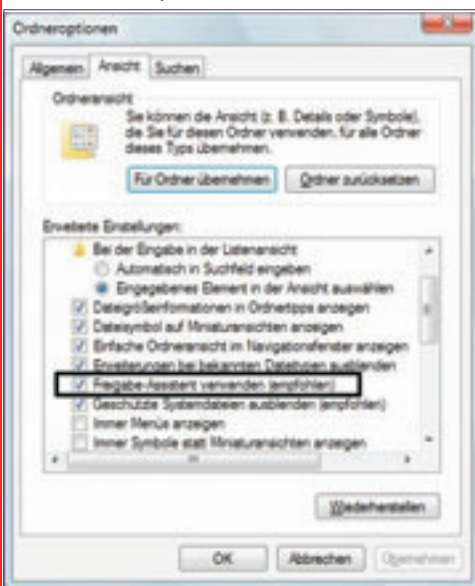 Ordneroptionen
Allgemein Ansicht Suchen
Ordneransicht
Sie können die Ansicht (z. B. Details oder Symbole),
die Sie für diesen Ordner verwenden, für alle Ordner
dieses Typs übernehmen.
Für Ordner übernehmen Ordner zurücksetzen
Erweiterte Einstellungen:
Bei der Eingabe in der Listenansicht
Automatisch in Suchfeld eingeben
Eingegebenes Element in der Ansicht auswählen
Dateigrößeinformationen in Ordnertipps anzeigen
Dateisymbol auf Miniaturansichten anzeigen
Einfache Ordneransicht im Navigationsfenster anzeigen
Erweiterungen bei bekannten Dateitypen ausblenden
Freigabe-Assistent verwenden (empfohlen)
Geschützte Systemdateien ausblenden (empfohlen)
Immer Menüs anzeigen
Immer Symbole statt Miniaturansichten anzeigen
Wiederherstellen
OK Abbrechen Übernehmen